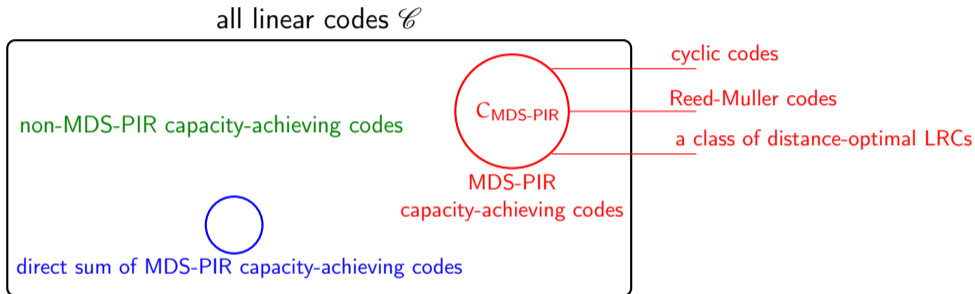 all linear codes 𝒞
cyclic codes
Reed-Muller codes
a class of distance-optimal LRCs
C_MDS-PIR
non-MDS-PIR capacity-achieving codes
MDS-PIR
capacity-achieving codes
direct sum of MDS-PIR capacity-achieving codes